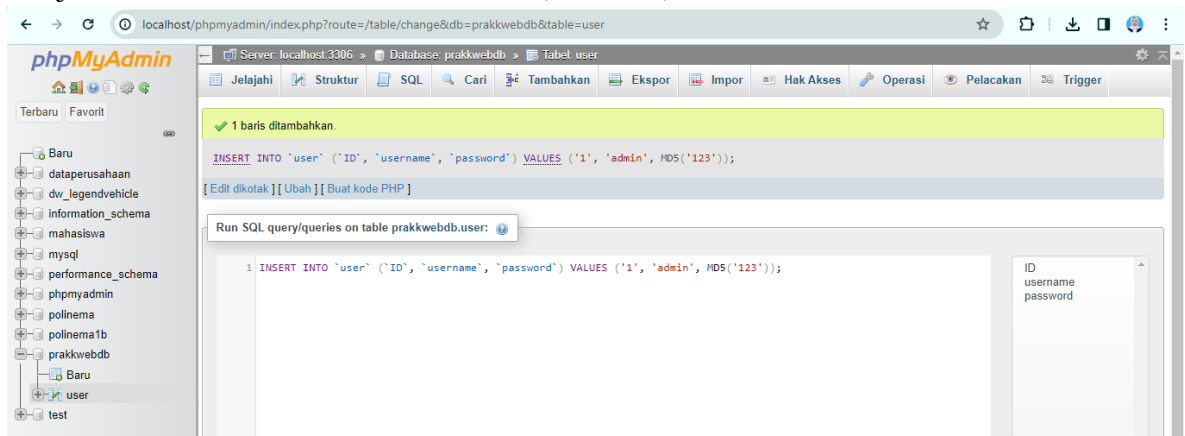 localhost/phpmyadmin/index.php?route=/table/change&db=prakkwebdb&table=user
phpMyAdmin
Terbaru Favorit
Baru
dataperusahaan
dw_legendvehicle
information_schema
mahasiswa
mysql
performance_schema
phpmyadmin
polinema
polinema1b
prakkwebdb
Baru
user
test
Server: localhost:3306 » Database: prakkwebdb » Tabel: user
Jelajahi Struktur SQL Cari Tambahkan Ekspor Impor Hak Akses Operasi Pelacakan Trigger
1 baris ditambahkan.
INSERT INTO `user` (`ID`, `username`, `password`) VALUES ('1', 'admin', MD5('123'));
[ Edit dikotak ] [ Ubah ] [ Buat kode PHP ]
Run SQL query/queries on table prakkwebdb.user:
1 INSERT INTO `user` (`ID`, `username`, `password`) VALUES ('1', 'admin', MD5('123'));
ID
username
password